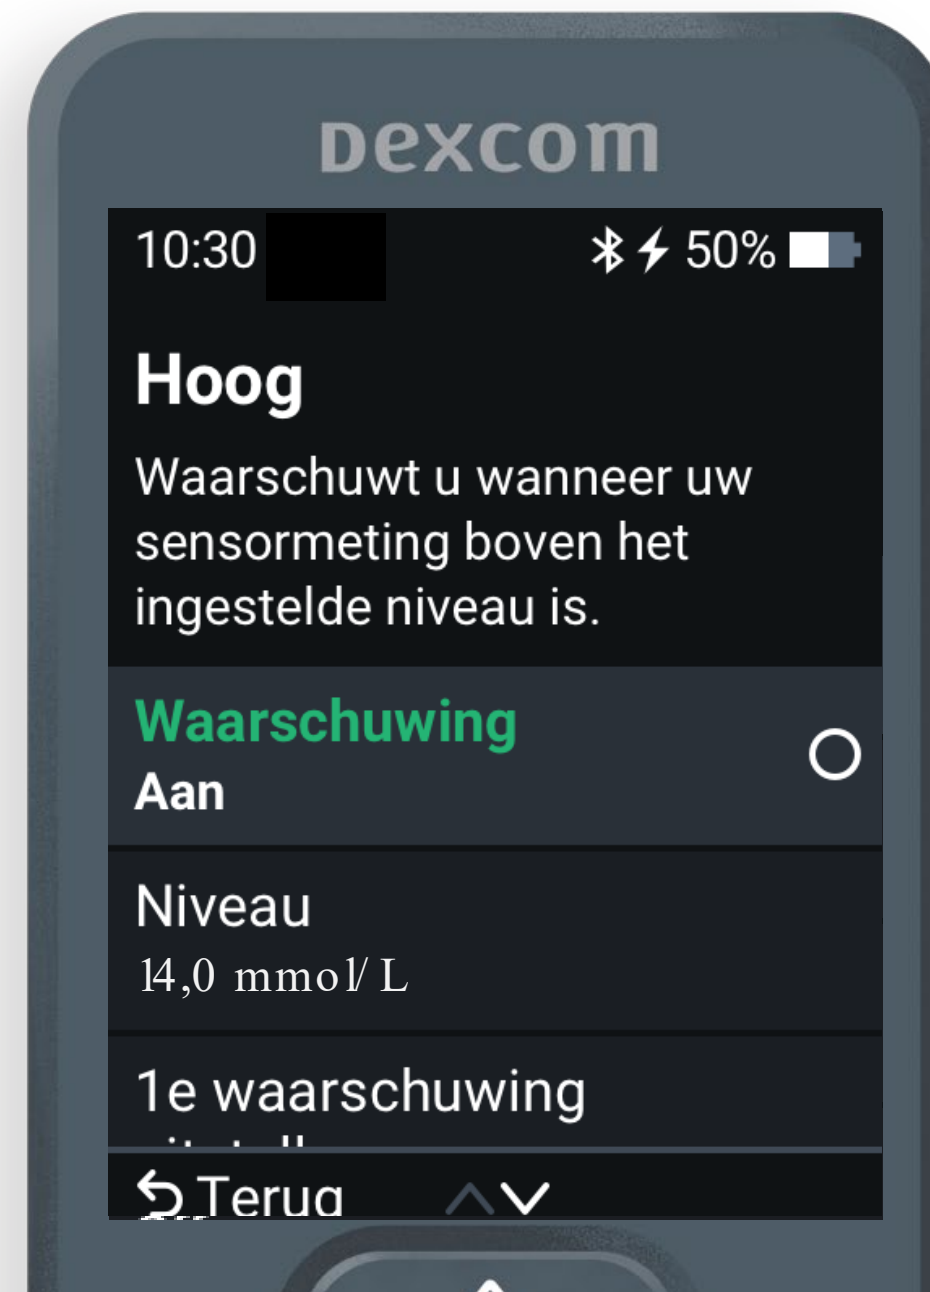 Dexcom
10:30
50%
Hoog
Waarschuwt u wanneer uw
sensormeting boven het
ingestelde niveau is.
Waarschuwing
Aan
Niveau
14,0 mmol/L
1e waarschuwing
Terug